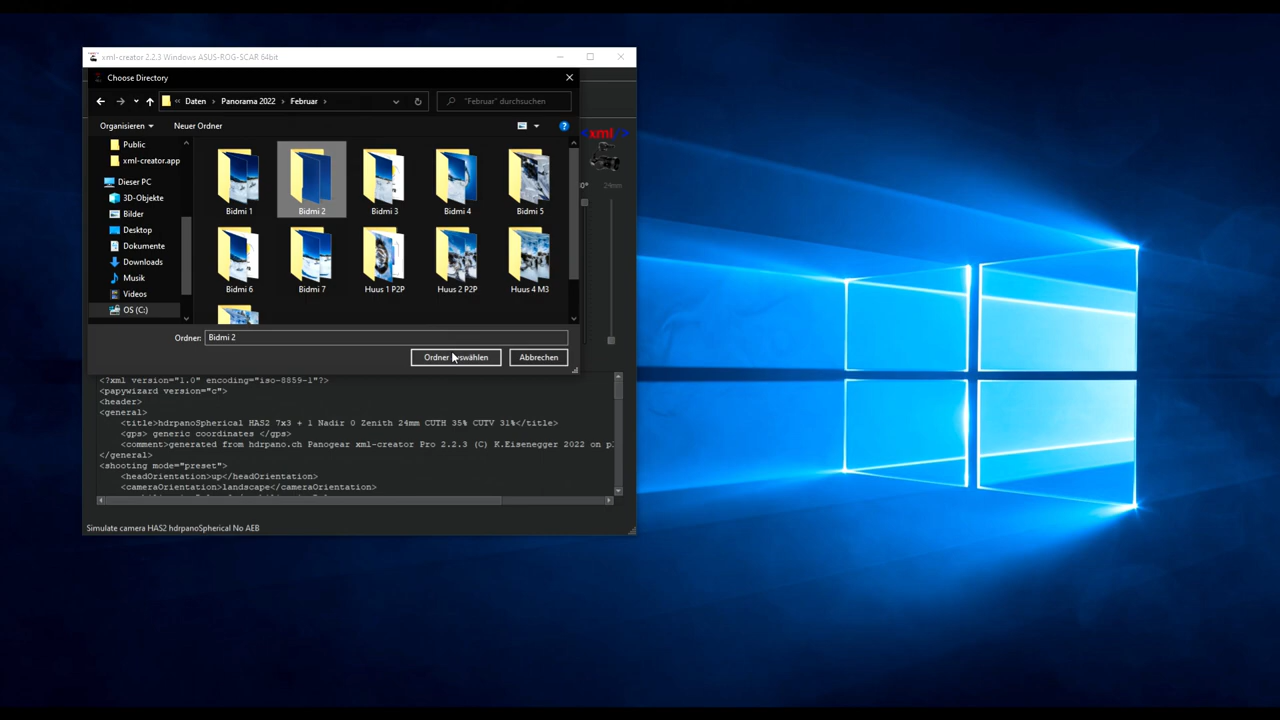 xml-creator 2.2.3 Windows ASUS-ROG-SCAR 64bit
Choose Directory
« Daten › Panorama 2022 › Februar ›
"Februar" durchsuchen
Organisieren
Neuer Ordner
Public
xml-creator.app
Dieser PC
3D-Objekte
Bilder
Desktop
Dokumente
Downloads
Musik
Videos
OS (C:)
Bidmi 1
Bidmi 2
Bidmi 3
Bidmi 4
Bidmi 5
Bidmi 6
Bidmi 7
Huus 1 P2P
Huus 2 P2P
Huus 4 M3
<xml/>
0°
24mm
Ordner: Bidmi 2
Ordner auswählen
Abbrechen
<?xml version="1.0" encoding="iso-8859-1"?>
<papywizard version="c">
<header>
<general>
<title>hdrpanoSpherical HAS2 7x3 + 1 Nadir 0 Zenith 24mm CUTH 35% CUTV 31%</title>
<gps> generic coordinates </gps>
<comment>generated from hdrpano.ch Panogear xml-creator Pro 2.2.3 (C) K.Eisenegger 2022 on
</general>
<shooting mode="preset">
<headOrientation>up</headOrientation>
<cameraOrientation>landscape</cameraOrientation>
Simulate camera HAS2 hdrpanoSpherical No AEB